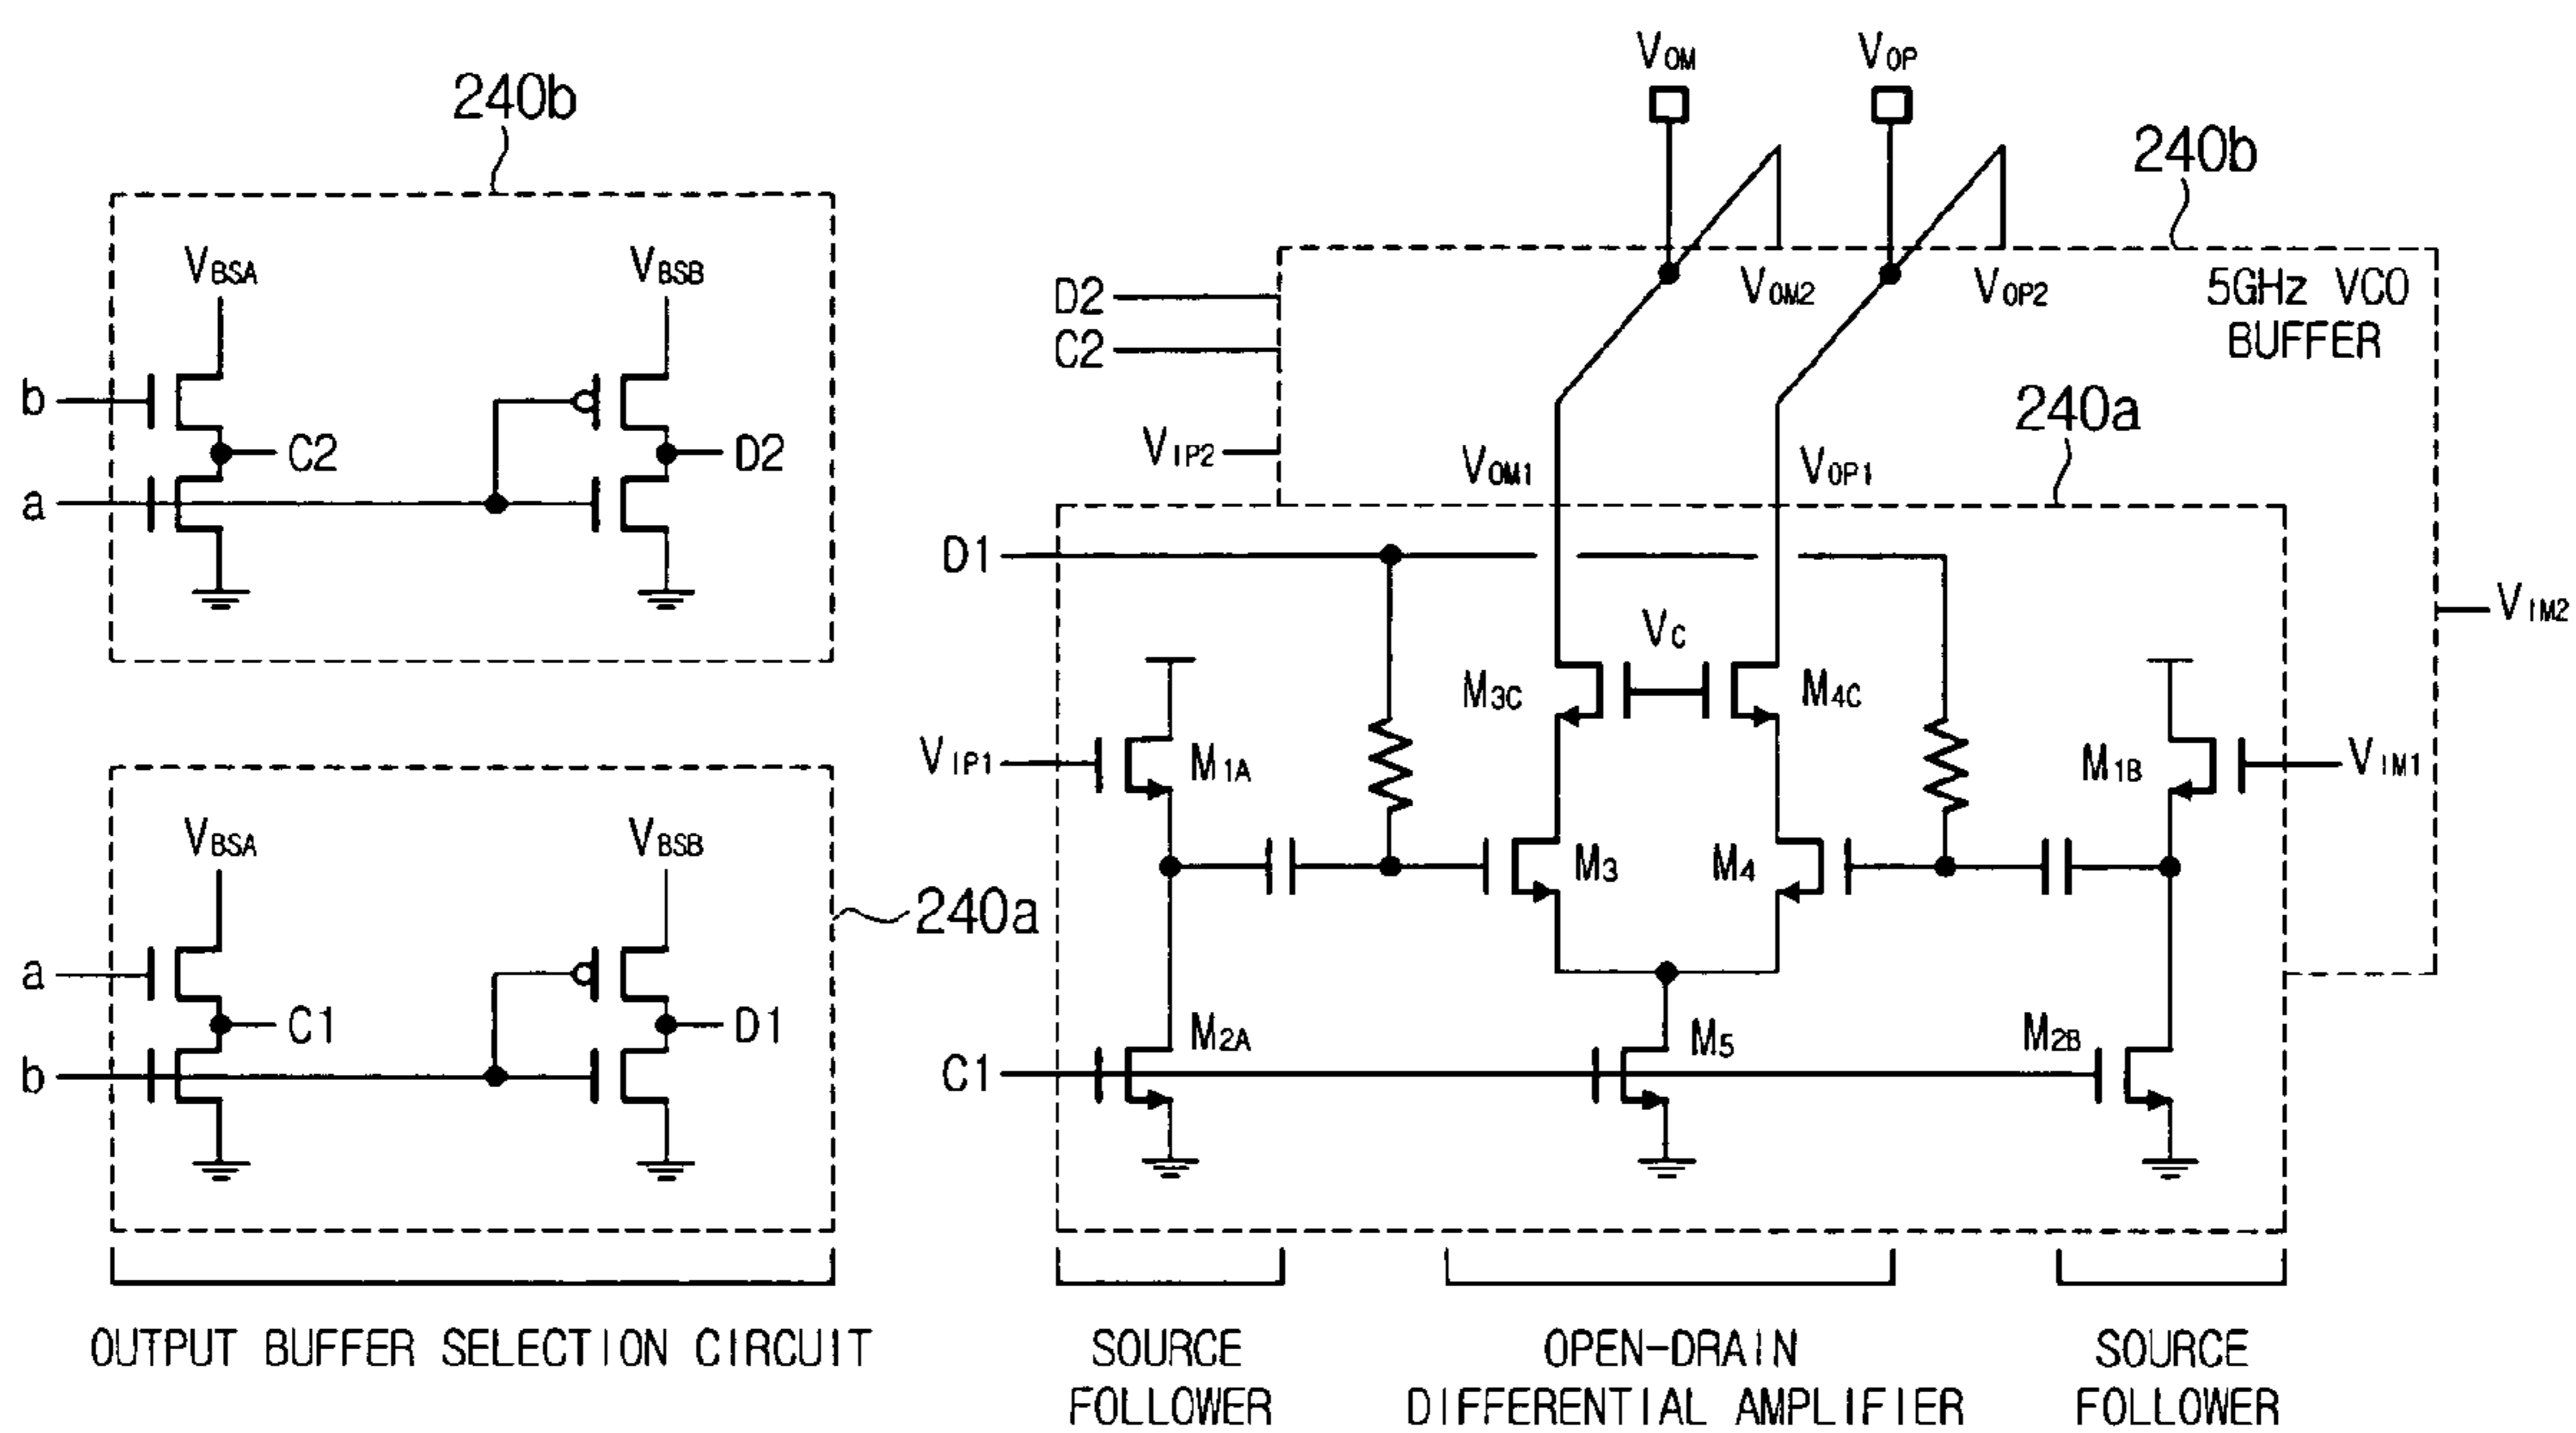 240b
VBSA
VBSB
b
C2
D2
a
VBSA
VBSB
240a
a
C1
D1
b
OUTPUT BUFFER SELECTION CIRCUIT
VOM
VOP
240b
D2
VOM2
VOP2
5GHz VCO
BUFFER
C2
240a
VIP2
VOM1
VOP1
D1
VIM2
VC
M3C
M4C
VIP1
M1A
M1B
VIM1
M3
M4
M2A
M5
M2B
C1
SOURCE
FOLLOWER
OPEN-DRAIN
DIFFERENTIAL AMPLIFIER
SOURCE
FOLLOWER